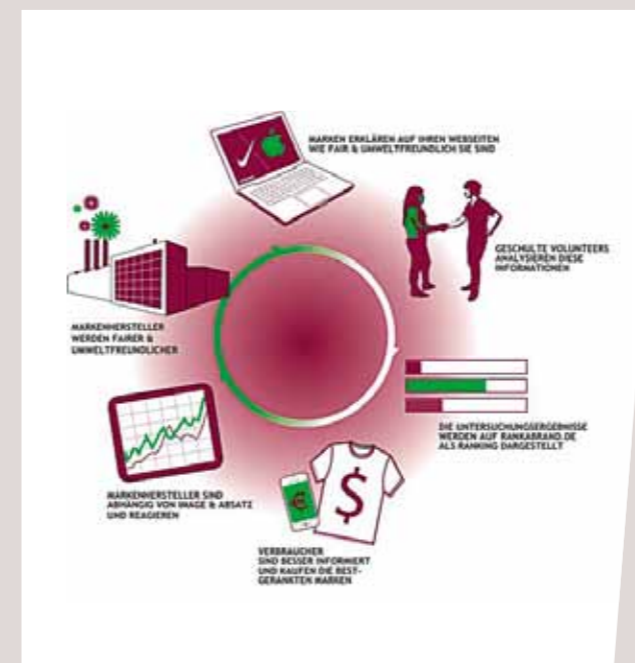 MARKEN ERKLÄREN AUF IHREN WEBSEITEN
WIE FAIR & UMWELTFREUNDLICH SIE SIND
GESCHULTE VOLUNTEERS
ANALYSIEREN DIESE
INFORMATIONEN
DIE UNTERSUCHUNGSERGEBNISSE
WERDEN AUF RANKABRAND.DE
ALS RANKING DARGESTELLT
$
€
VERBRAUCHER
SIND BESSER INFORMIERT
UND KAUFEN DIE BEST-
GERANKTEN MARKEN
MARKENHERSTELLER SIND
ABHÄNGIG VON IMAGE & ABSATZ
UND REAGIEREN
MARKENHERSTELLER
WERDEN FAIRER &
UMWELTFREUNDLICHER